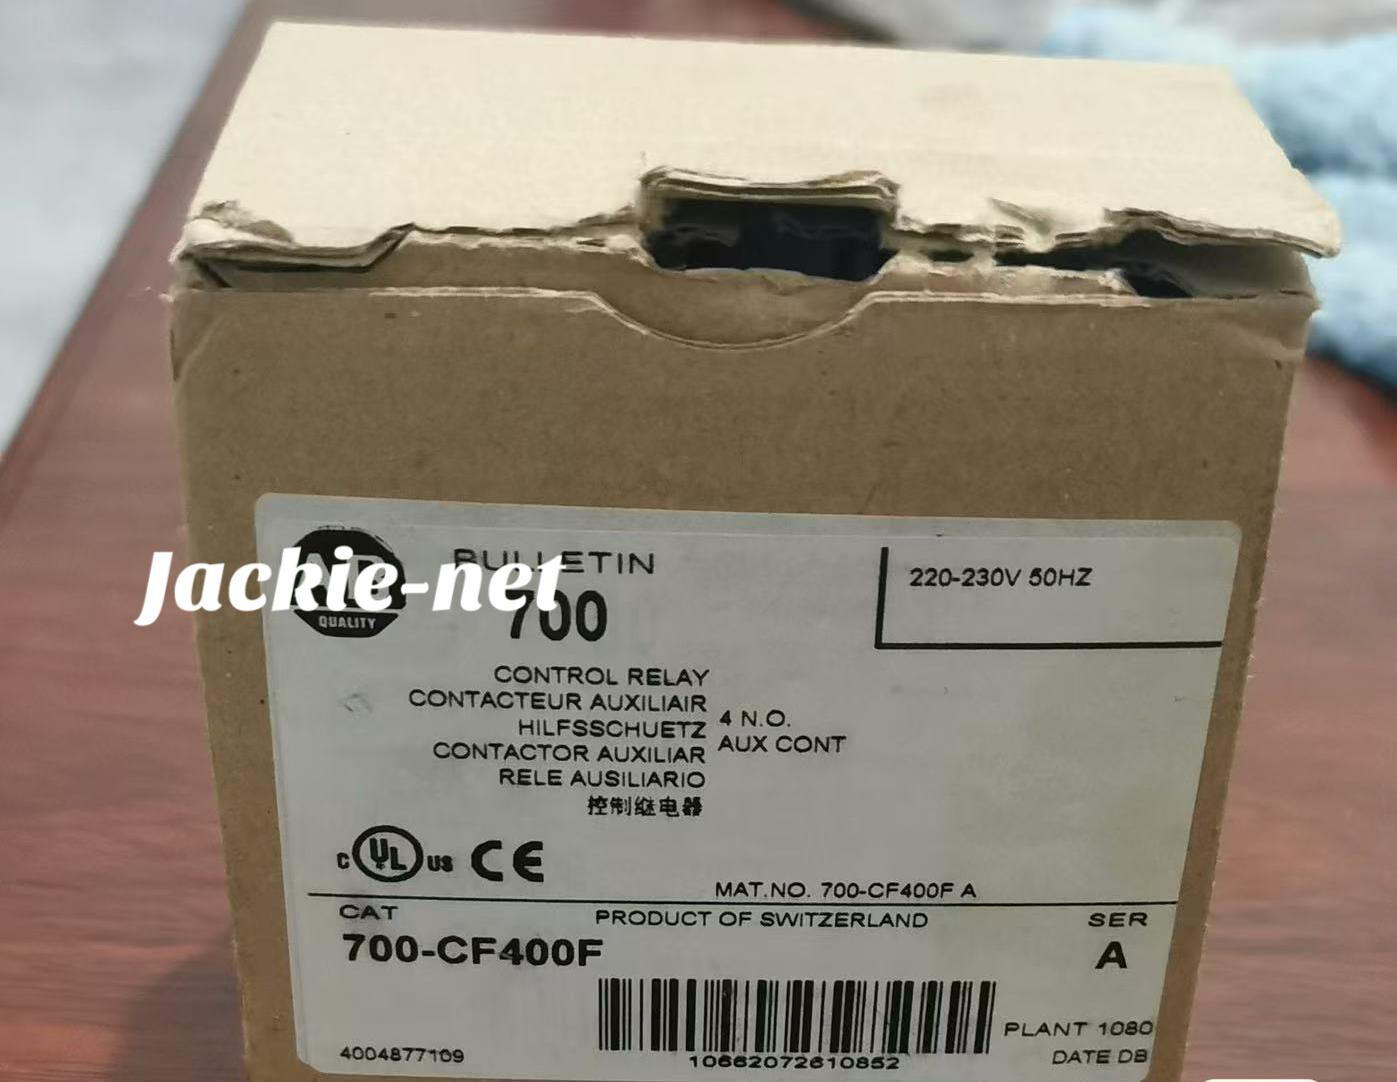 Jackie-net
A-B
QUALITY
BULLETIN
700
220-230V 50HZ
CONTROL RELAY
CONTACTEUR AUXILIAIR
HILFSSCHUETZ
CONTACTOR AUXILIAR
RELE AUSILIARIO
控制继电器
4 N.O.
AUX CONT
C UL US CE
MAT.NO. 700-CF400F A
CAT
PRODUCT OF SWITZERLAND
SER
700-CF400F
A
PLANT 1080
4004877109
10662072610852
DATE DB